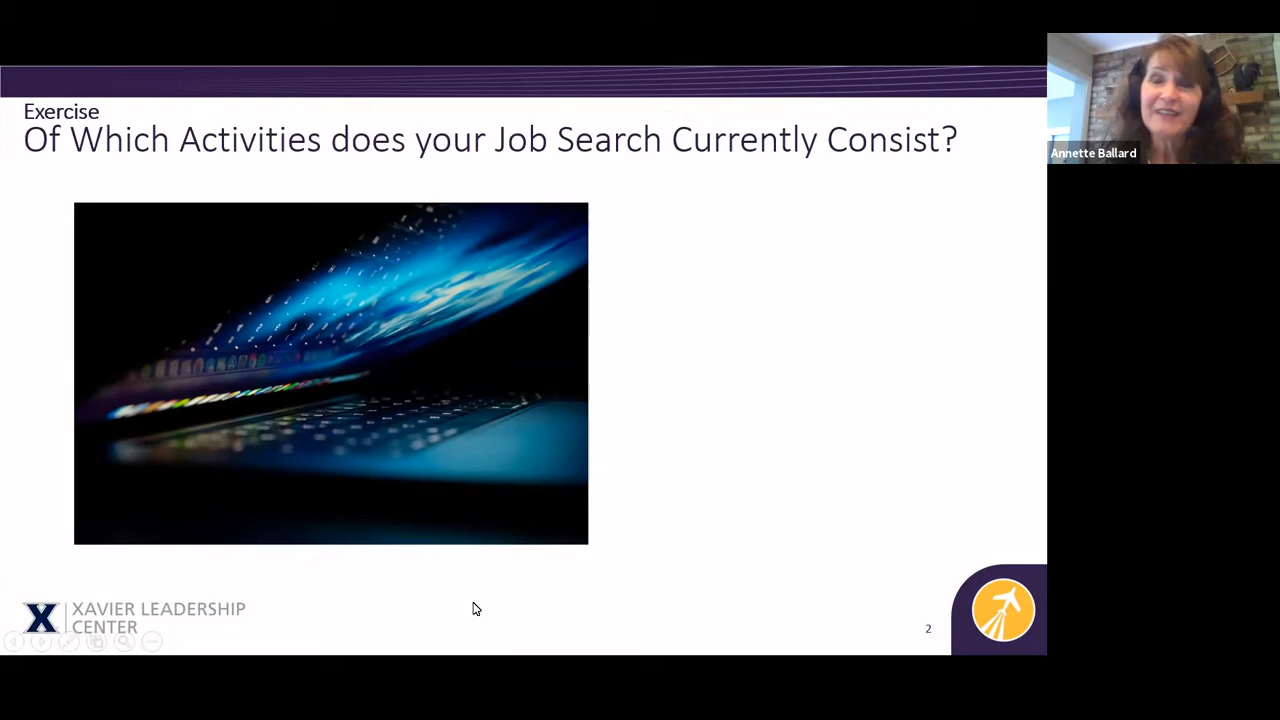 Exercise
Of Which Activities does your Job Search Currently Consist?
Annette Ballard
X
XAVIER LEADERSHIP
CENTER
2